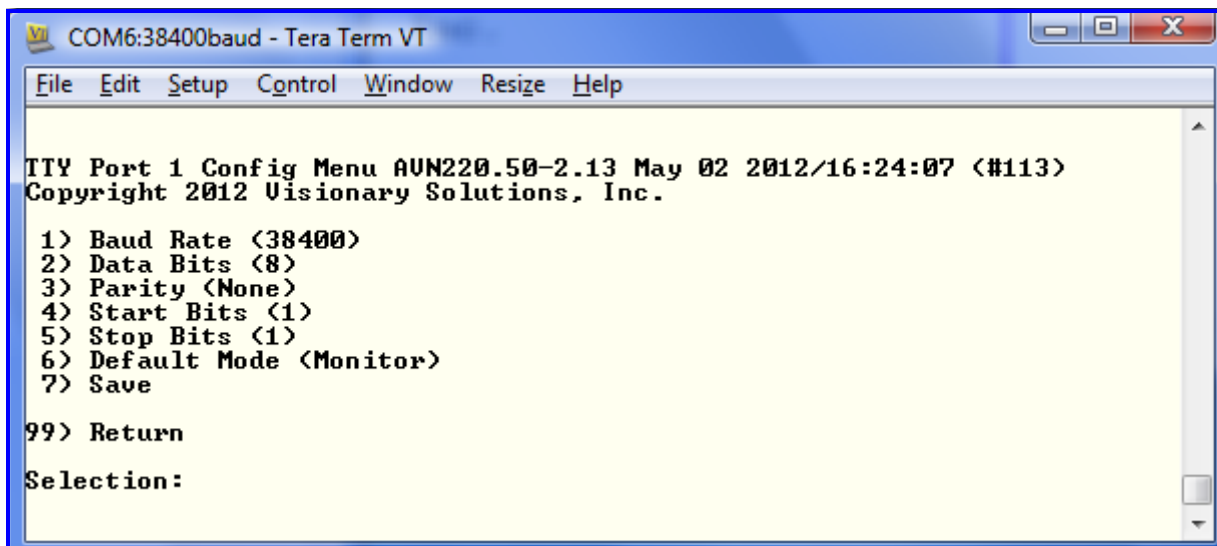 COM6:38400baud - Tera Term VT
File Edit Setup Control Window Resize Help
TTY Port 1 Config Menu AVN220.50-2.13 May 02 2012/16:24:07 (#113)
Copyright 2012 Visionary Solutions, Inc.
1) Baud Rate (38400)
2) Data Bits (8)
3) Parity (None)
4) Start Bits (1)
5) Stop Bits (1)
6) Default Mode (Monitor)
7) Save
99) Return
Selection: